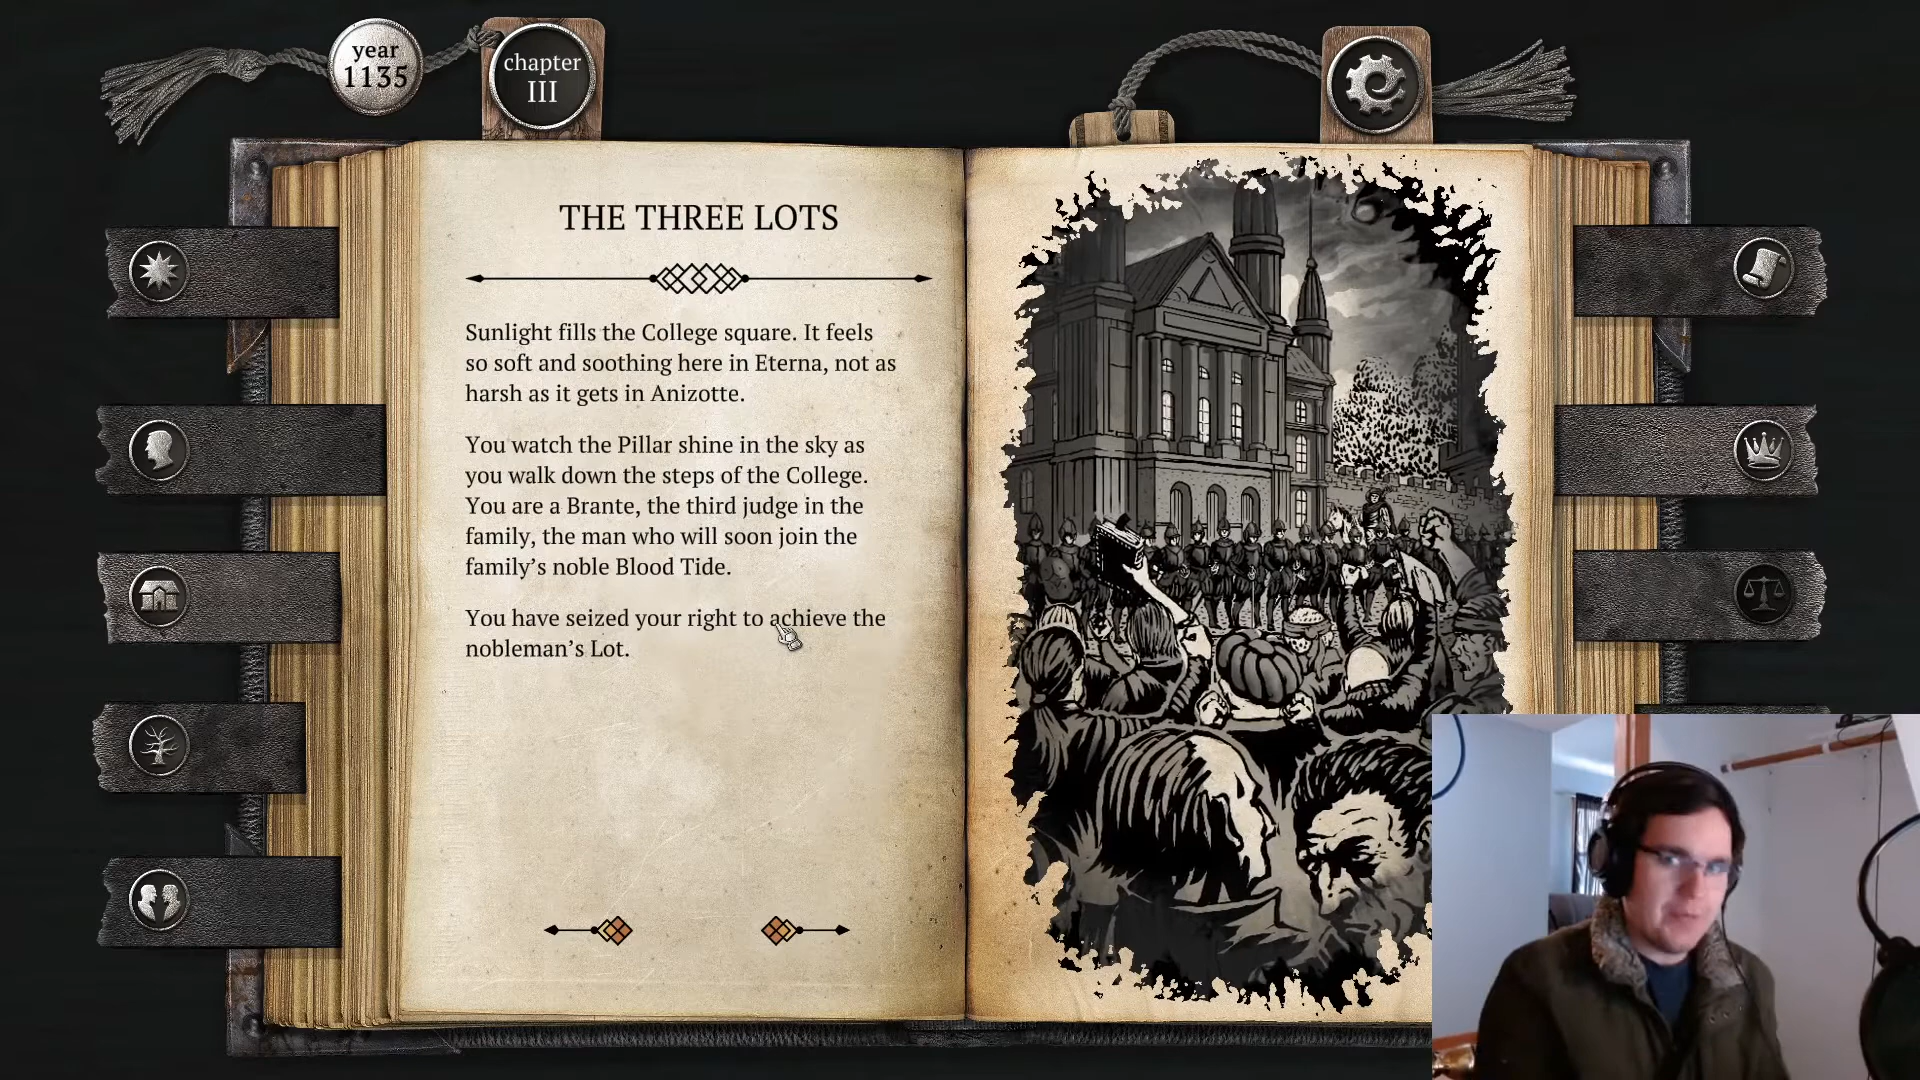 year
1135
chapter
III
THE THREE LOTS
Sunlight fills the College square. It feels
so soft and soothing here in Eterna, not as
harsh as it gets in Anizotte.
You watch the Pillar shine in the sky as
you walk down the steps of the College.
You are a Brante, the third judge in the
family, the man who will soon join the
family’s noble Blood Tide.
You have seized your right to achieve the
nobleman’s Lot.